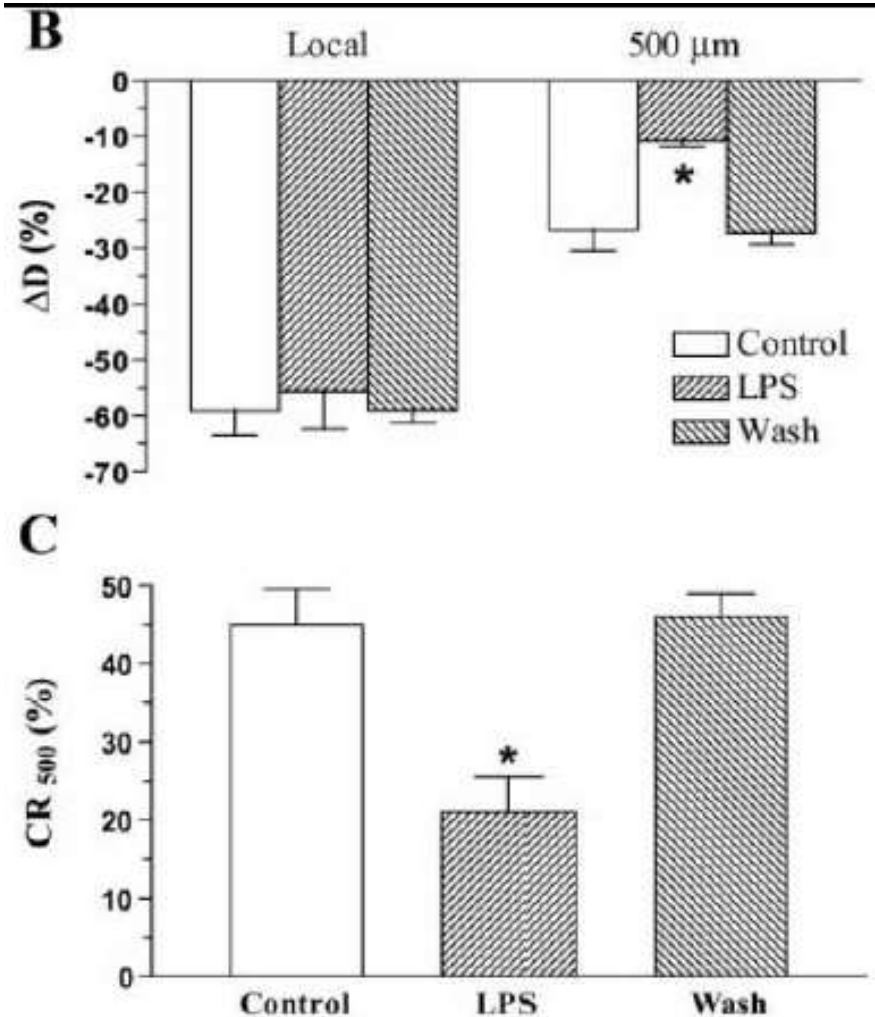 B
Local 500 μm
0
-10
-20
-30
-40
-50
-60
-70
ΔD (%)
*
Control
LPS
Wash
C
50
40
30
20
10
0
CR 500 (%)
*
Control LPS Wash